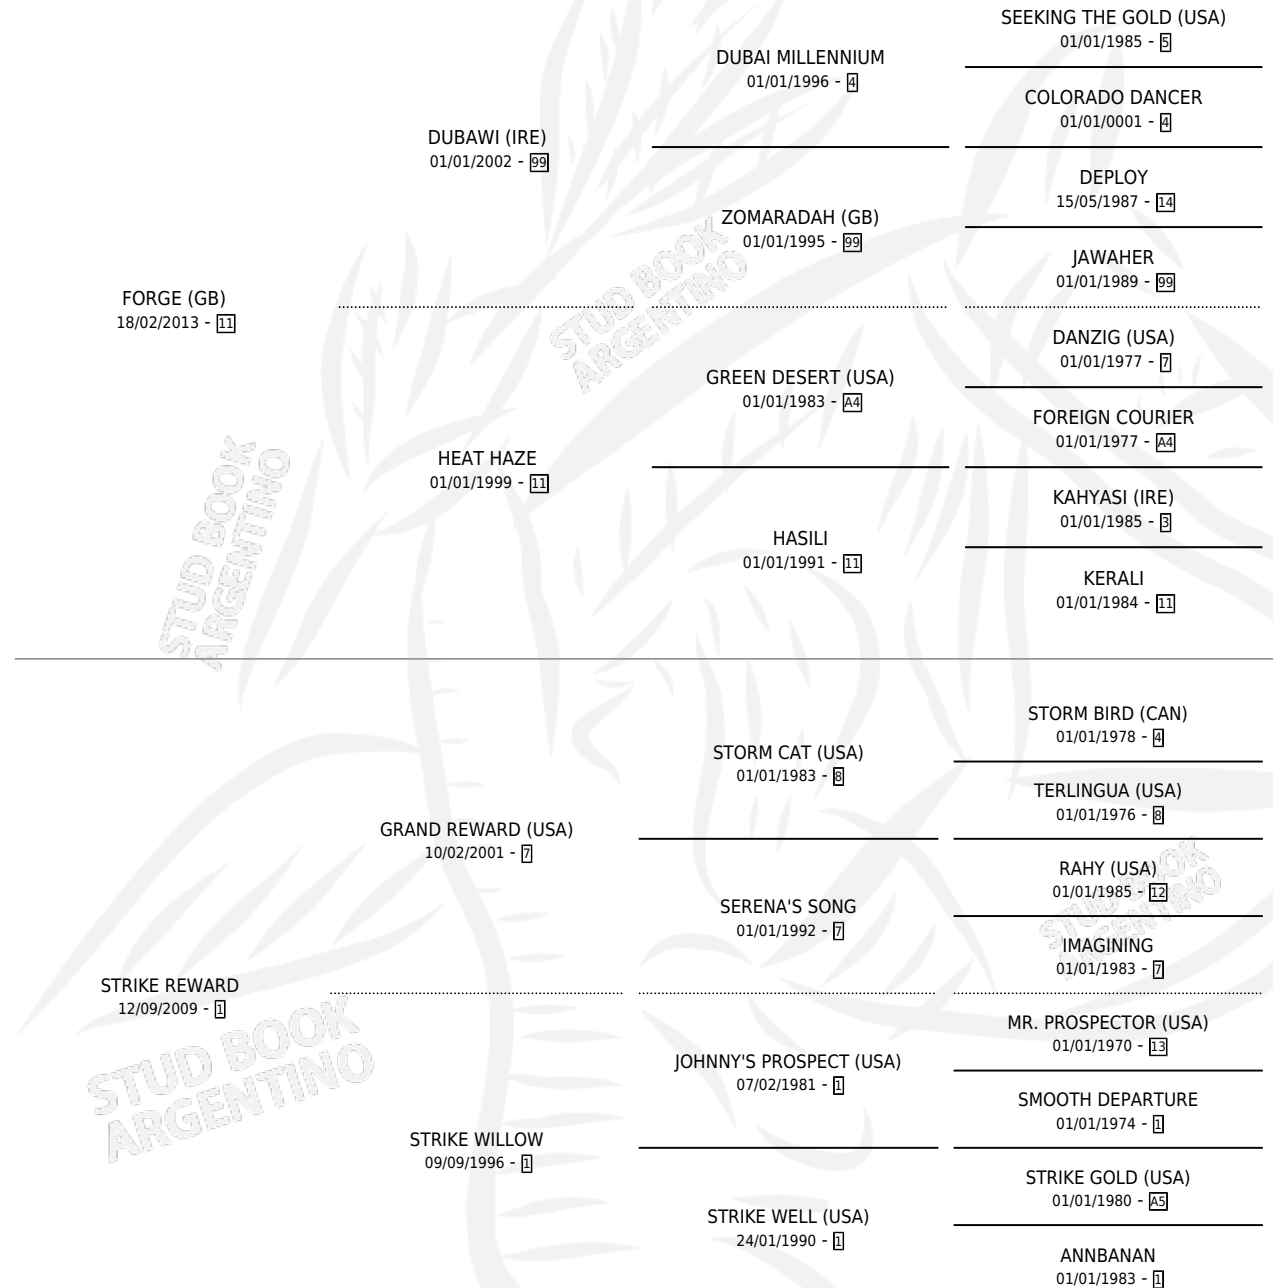 SEEKING THE GOLD (USA)
01/01/1985 - 5
DUBAI MILLENNIUM
01/01/1996 - 4
COLORADO DANCER
01/01/0001 - 4
DUBAWI (IRE)
01/01/2002 - 99
DEPLOY
15/05/1987 - 14
ZOMARADAH (GB)
01/01/1995 - 99
JAWAHER
01/01/1989 - 99
STUD BOOK
ARGENTINO
FORGE (GB)
18/02/2013 - 11
DANZIG (USA)
01/01/1977 - 7
GREEN DESERT (USA)
01/01/1983 - A4
FOREIGN COURIER
01/01/1977 - A4
HEAT HAZE
01/01/1999 - 11
KAHYASI (IRE)
01/01/1985 - 3
HASILI
01/01/1991 - 11
KERALI
01/01/1984 - 11
STUD BOOK
ARGENTINO
STORM BIRD (CAN)
01/01/1978 - 4
STORM CAT (USA)
01/01/1983 - 8
TERLINGUA (USA)
01/01/1976 - 8
GRAND REWARD (USA)
10/02/2001 - 7
RAHY (USA)
01/01/1985 - 12
SERENA'S SONG
01/01/1992 - 7
IMAGINING
01/01/1983 - 7
STUD BOOK
ARGENTINO
STRIKE REWARD
12/09/2009 - 1
MR. PROSPECTOR (USA)
01/01/1970 - 13
JOHNNY'S PROSPECT (USA)
07/02/1981 - 1
SMOOTH DEPARTURE
01/01/1974 - 1
STUD BOOK
ARGENTINO
STRIKE WILLOW
09/09/1996 - 1
STRIKE GOLD (USA)
01/01/1980 - A5
STRIKE WELL (USA)
24/01/1990 - 1
ANNBANAN
01/01/1983 - 1